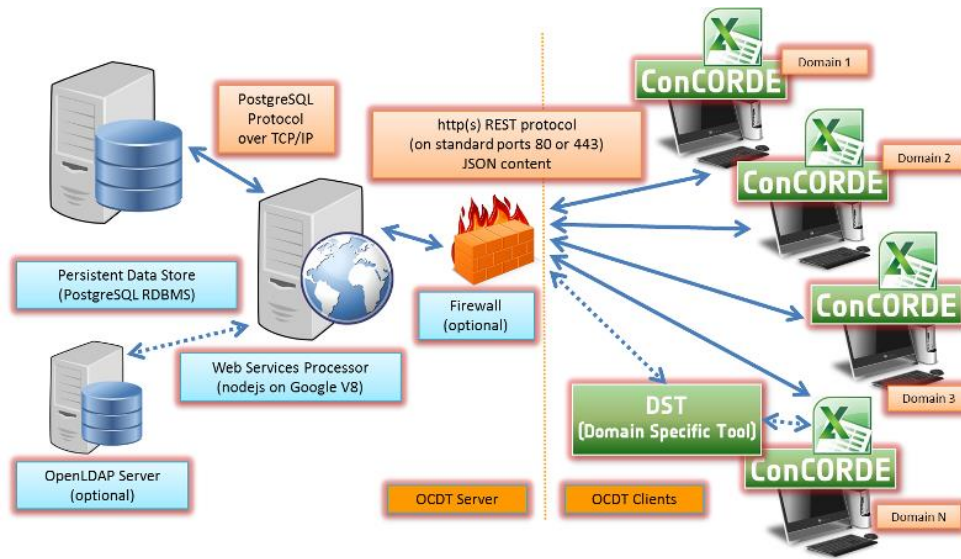 PostgreSQL
Protocol
over TCP/IP
http(s) REST protocol
(on standard ports 80 or 443)
JSON content
ConCORDE
Domain 1
ConCORDE
Domain 2
Persistent Data Store
(PostgreSQL RDBMS)
Firewall
(optional)
ConCORDE
Domain 3
Web Services Processor
(nodejs on Google V8)
DST
(Domain Specific Tool)
OpenLDAP Server
(optional)
ConCORDE
Domain N
OCDT Server
OCDT Clients